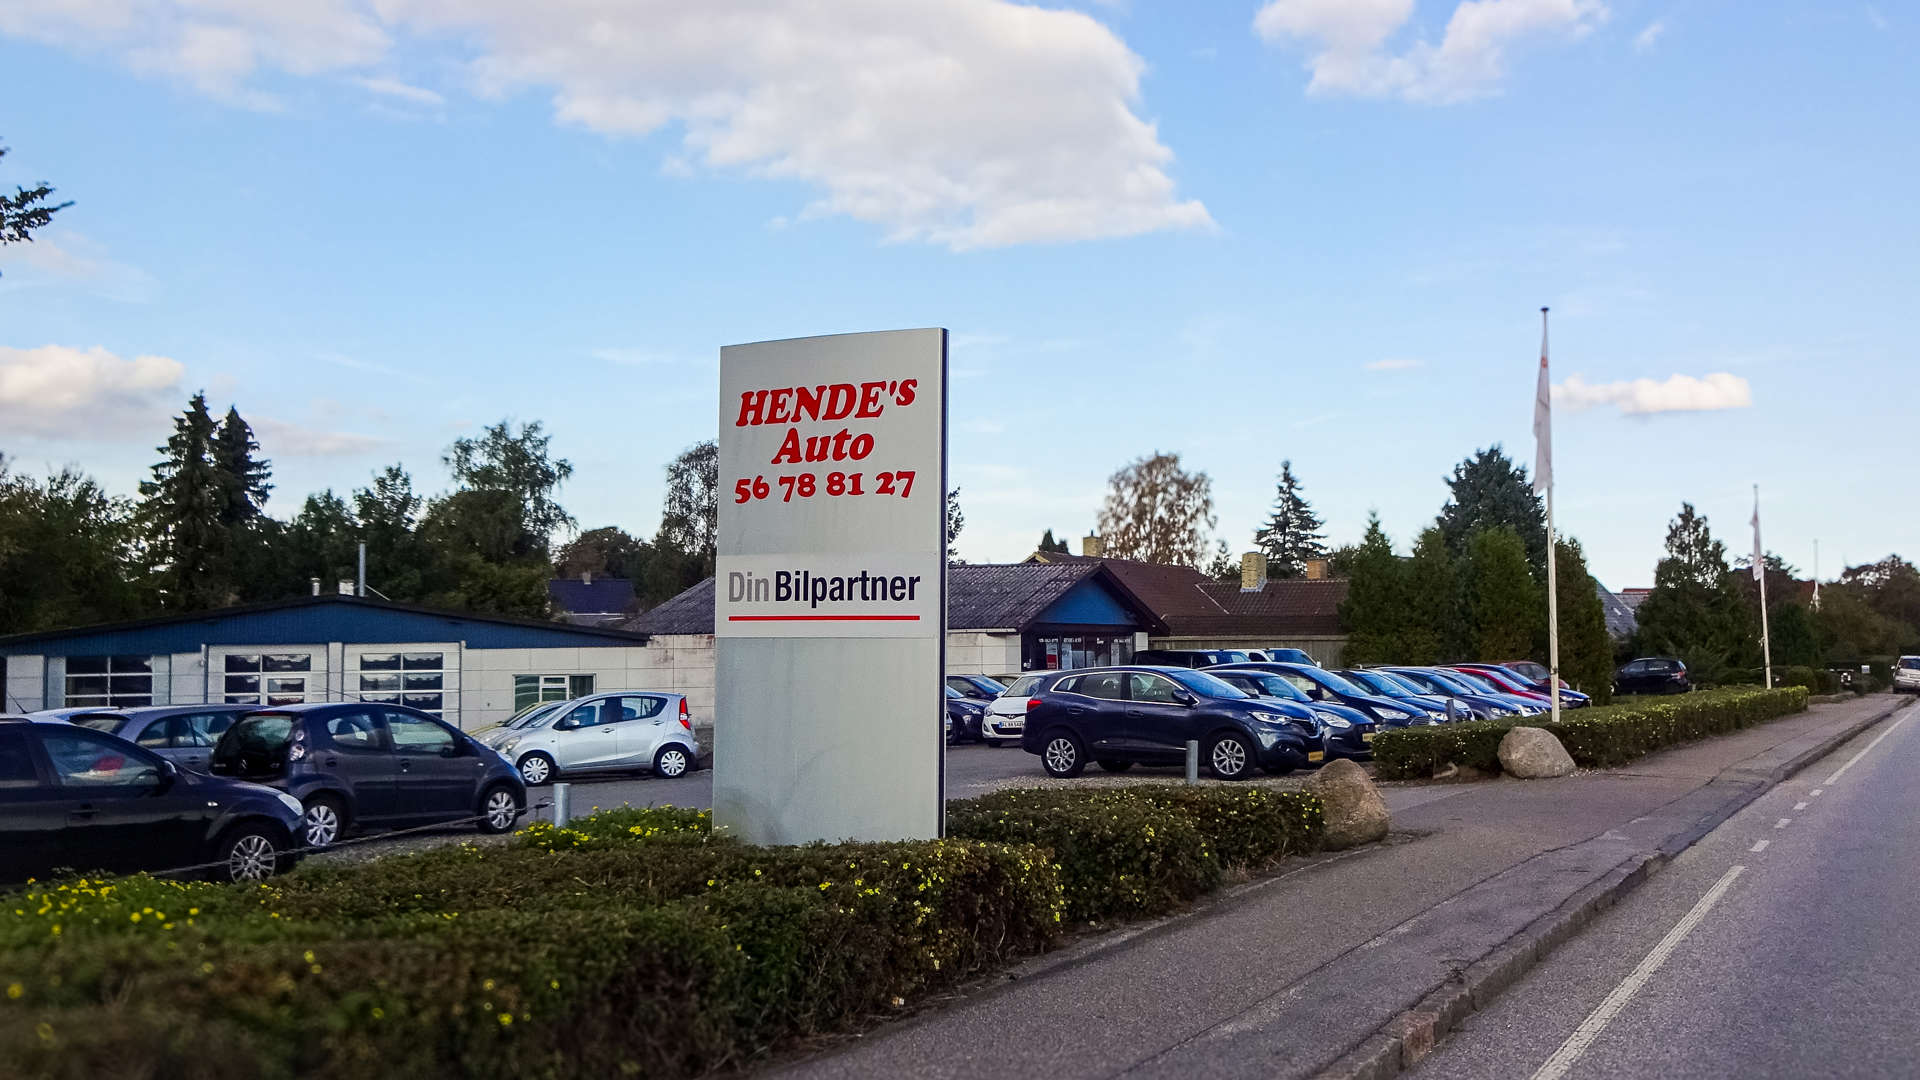 HENDE's
Auto
56 78 81 27
DinBilpartner